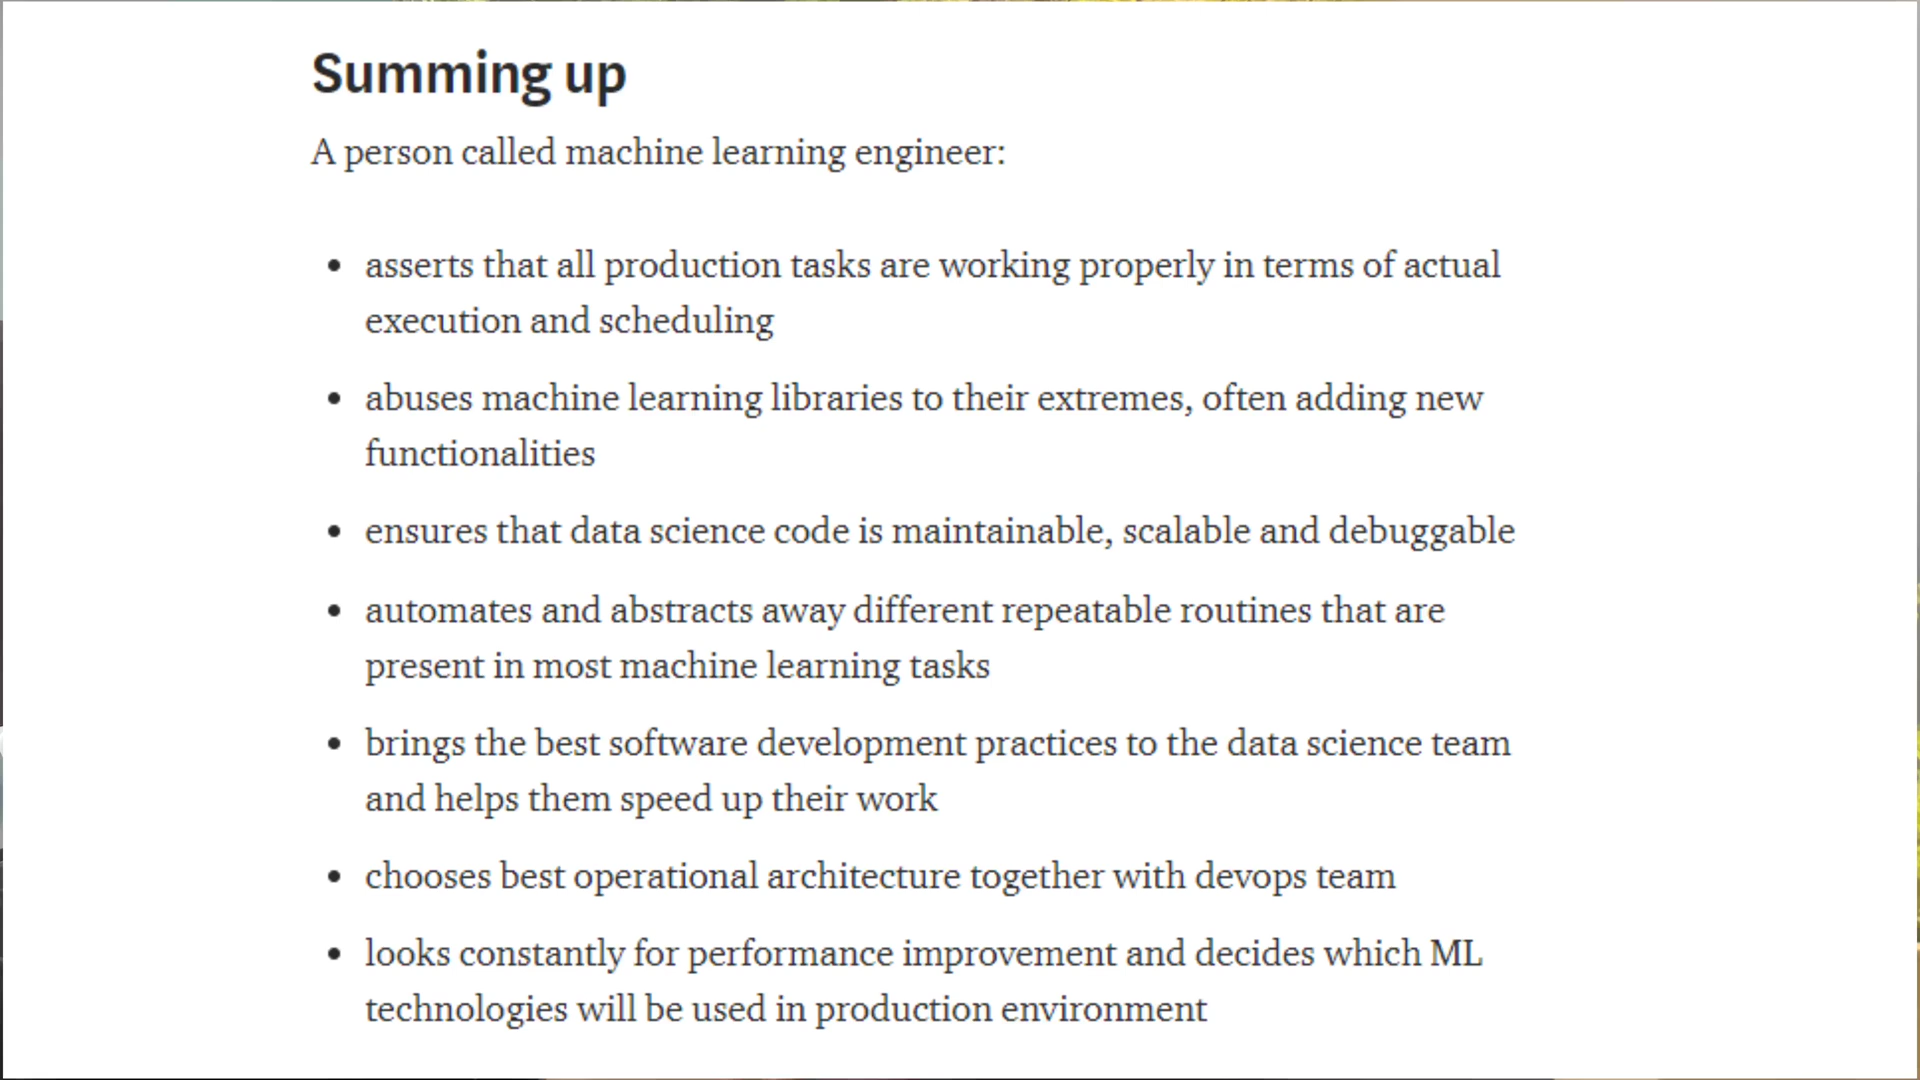 Summing up
A person called machine learning engineer:
• asserts that all production tasks are working properly in terms of actual
execution and scheduling
• abuses machine learning libraries to their extremes, often adding new
functionalities
• ensures that data science code is maintainable, scalable and debuggable
• automates and abstracts away different repeatable routines that are
present in most machine learning tasks
• brings the best software development practices to the data science team
and helps them speed up their work
• chooses best operational architecture together with devops team
• looks constantly for performance improvement and decides which ML
technologies will be used in production environment